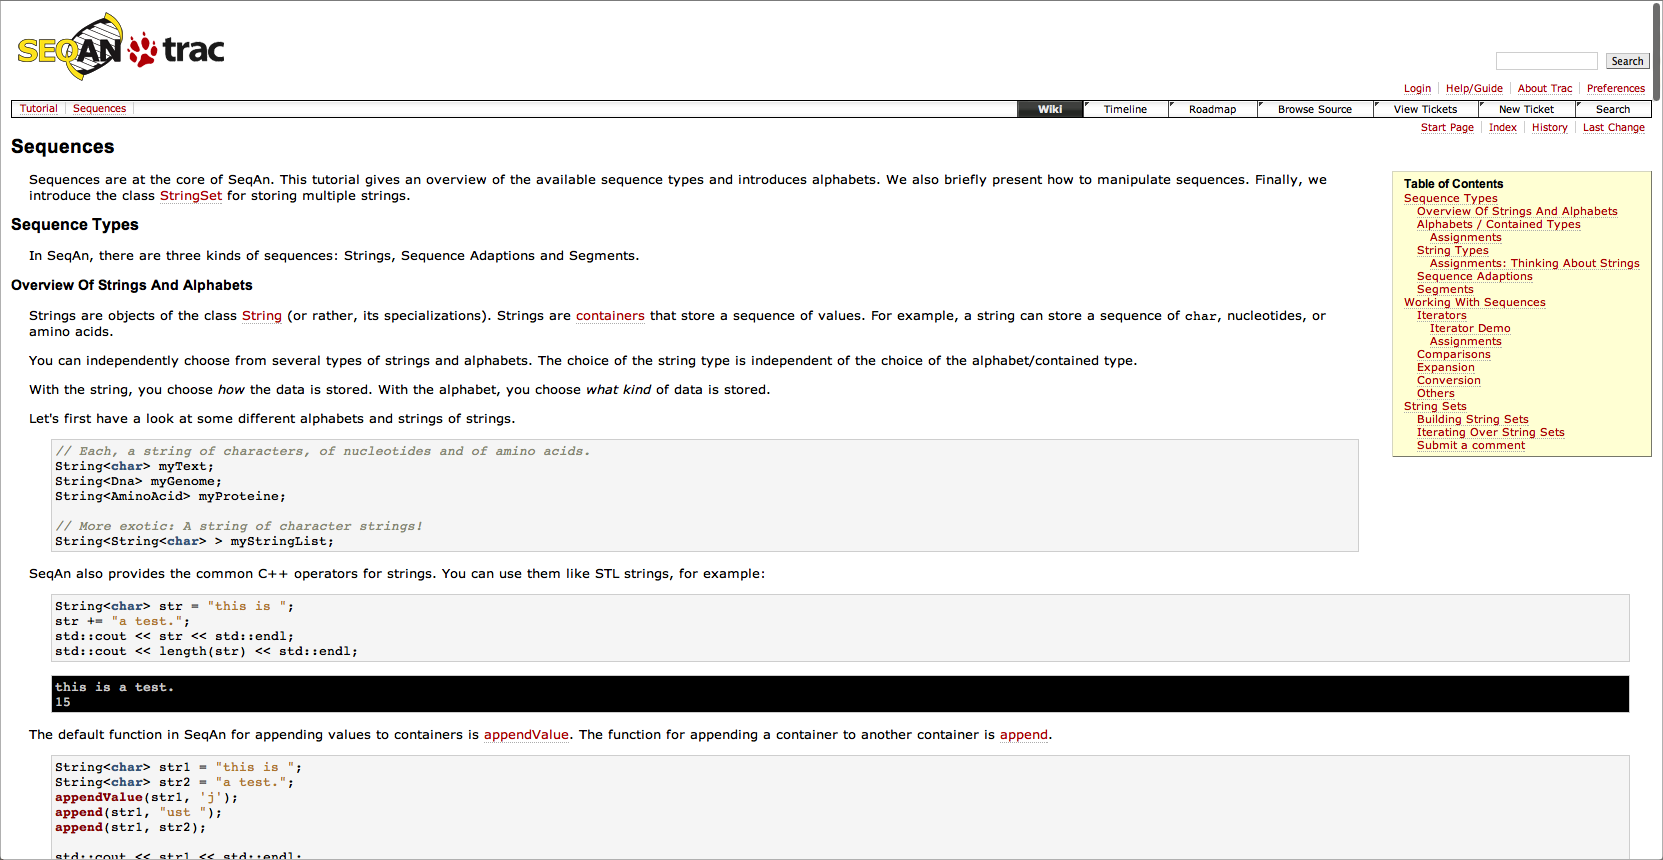 SEQAN trac
Search
Login Help/Guide About Trac Preferences
Tutorial Sequences Wiki Timeline Roadmap Browse Source View Tickets New Ticket Search
Start Page Index History Last Change
Sequences
Sequences are at the core of SeqAn. This tutorial gives an overview of the available sequence types and introduces alphabets. We also briefly present how to manipulate sequences. Finally, we
introduce the class StringSet for storing multiple strings.
Sequence Types
In SeqAn, there are three kinds of sequences: Strings, Sequence Adaptions and Segments.
Overview Of Strings And Alphabets
Strings are objects of the class String (or rather, its specializations). Strings are containers that store a sequence of values. For example, a string can store a sequence of char, nucleotides, or
amino acids.
You can independently choose from several types of strings and alphabets. The choice of the string type is independent of the choice of the alphabet/contained type.
With the string, you choose how the data is stored. With the alphabet, you choose what kind of data is stored.
Let's first have a look at some different alphabets and strings of strings.
// Each, a string of characters, of nucleotides and of amino acids.
String<char> myText;
String<Dna> myGenome;
String<AminoAcid> myProteine;
// More exotic: A string of character strings!
String<String<char> > myStringList;
Table of Contents
Sequence Types
Overview Of Strings And Alphabets
Alphabets / Contained Types
Assignments
String Types
Assignments: Thinking About Strings
Sequence Adaptions
Segments
Working With Sequences
Iterators
Iterator Demo
Assignments
Comparisons
Expansion
Conversion
Others
String Sets
Building String Sets
Iterating Over String Sets
Submit a comment
SeqAn also provides the common C++ operators for strings. You can use them like STL strings, for example:
String<char> str = "this is ";
str += "a test.";
std::cout << str << std::endl;
std::cout << length(str) << std::endl;
this is a test.
15
The default function in SeqAn for appending values to containers is appendValue. The function for appending a container to another container is append.
String<char> str1 = "this is ";
String<char> str2 = "a test.";
appendValue(str1, 'j');
append(str1, "ust ");
append(str1, str2);
std::cout << str1 << std::endl;